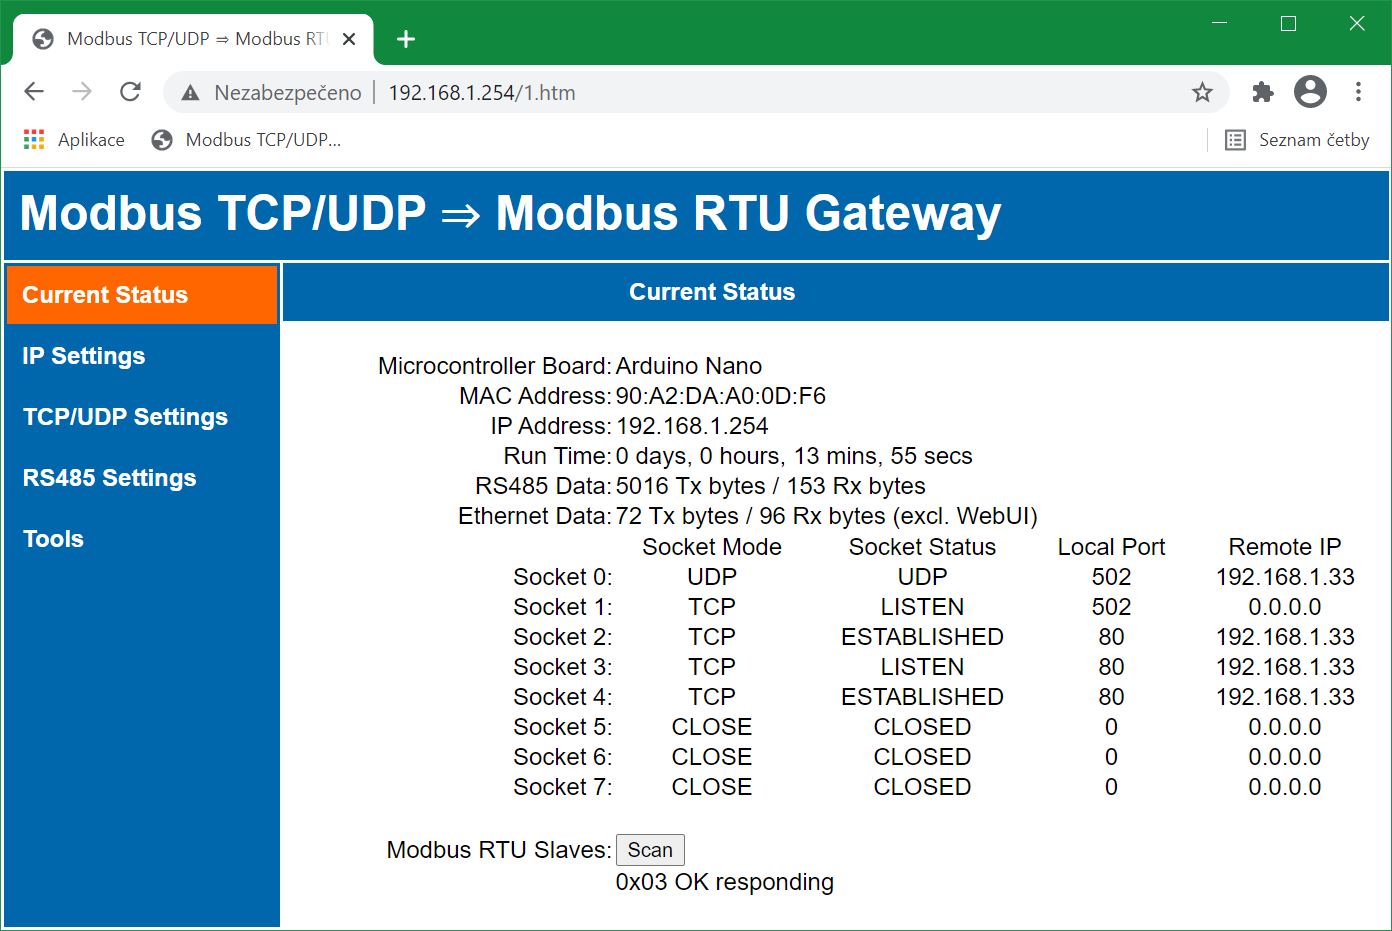 Modbus TCP/UDP ⇒ Modbus RTU
Nezabezpečeno 192.168.1.254/1.htm
Aplikace Modbus TCP/UDP... Seznam četby
Modbus TCP/UDP ⇒ Modbus RTU Gateway
Current Status
IP Settings
TCP/UDP Settings
RS485 Settings
Tools
Current Status
Microcontroller Board: Arduino Nano
MAC Address: 90:A2:DA:A0:0D:F6
IP Address: 192.168.1.254
Run Time: 0 days, 0 hours, 13 mins, 55 secs
RS485 Data: 5016 Tx bytes / 153 Rx bytes
Ethernet Data: 72 Tx bytes / 96 Rx bytes (excl. WebUI)
Socket Mode Socket Status Local Port Remote IP
Socket 0: UDP UDP 502 192.168.1.33
Socket 1: TCP LISTEN 502 0.0.0.0
Socket 2: TCP ESTABLISHED 80 192.168.1.33
Socket 3: TCP LISTEN 80 192.168.1.33
Socket 4: TCP ESTABLISHED 80 192.168.1.33
Socket 5: CLOSE CLOSED 0 0.0.0.0
Socket 6: CLOSE CLOSED 0 0.0.0.0
Socket 7: CLOSE CLOSED 0 0.0.0.0
Modbus RTU Slaves: Scan
0x03 OK responding